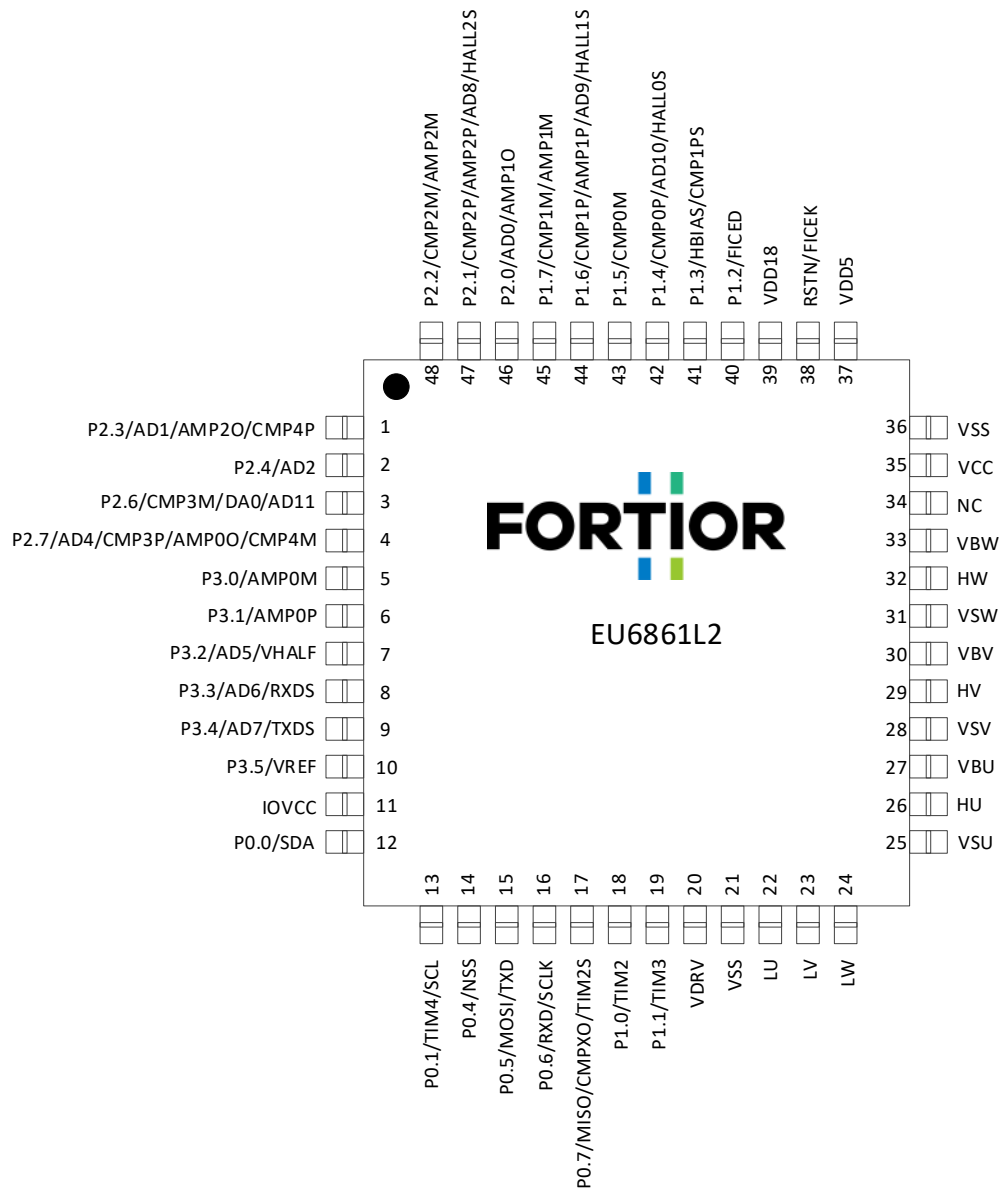 P2.2/CMP2M/AMP2M
P2.1/CMP2P/AMP2P/AD8/HALL2S
P2.0/AD0/AMP1O
P1.7/CMP1M/AMP1M
P1.6/CMP1P/AMP1P/AD9/HALL1S
P1.5/CMP0M
P1.4/CMP0P/AD10/HALL0S
P1.3/HBIAS/CMP1PS
P1.2/FICED
VDD18
RSTN/FICEK
VDD5
48
47
46
45
44
43
42
41
40
39
38
37
P2.3/AD1/AMP2O/CMP4P 1
P2.4/AD2 2
P2.6/CMP3M/DA0/AD11 3
P2.7/AD4/CMP3P/AMP0O/CMP4M 4
P3.0/AMP0M 5
P3.1/AMP0P 6
P3.2/AD5/VHALF 7
P3.3/AD6/RXDS 8
P3.4/AD7/TXDS 9
P3.5/VREF 10
IOVCC 11
P0.0/SDA 12
FORTIOR
EU6861L2
36 VSS
35 VCC
34 NC
33 VBW
32 HW
31 VSW
30 VBV
29 HV
28 VSV
27 VBU
26 HU
25 VSU
13
14
15
16
17
18
19
20
21
22
23
24
P0.1/TIM4/SCL
P0.4/NSS
P0.5/MOSI/TXD
P0.6/RXD/SCLK
P0.7/MISO/CMPXO/TIM2S
P1.0/TIM2
P1.1/TIM3
VDRV
VSS
LU
LV
LW